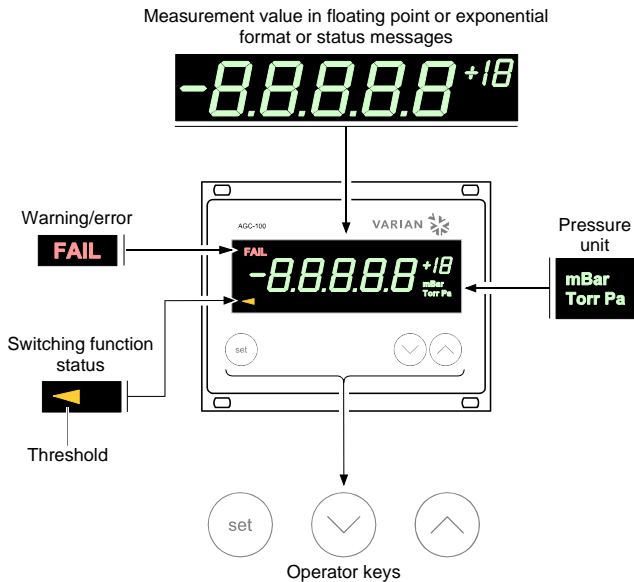 Measurement value in floating point or exponential
format or status messages
-8.8.8.8.8 +18
Warning/error
FAIL
AGC-100
VARIAN
FAIL
-8.8.8.8.8 +18
mBar
Torr Pa
Pressure
unit
mBar
Torr Pa
Switching function
status
Threshold
set
set
Operator keys